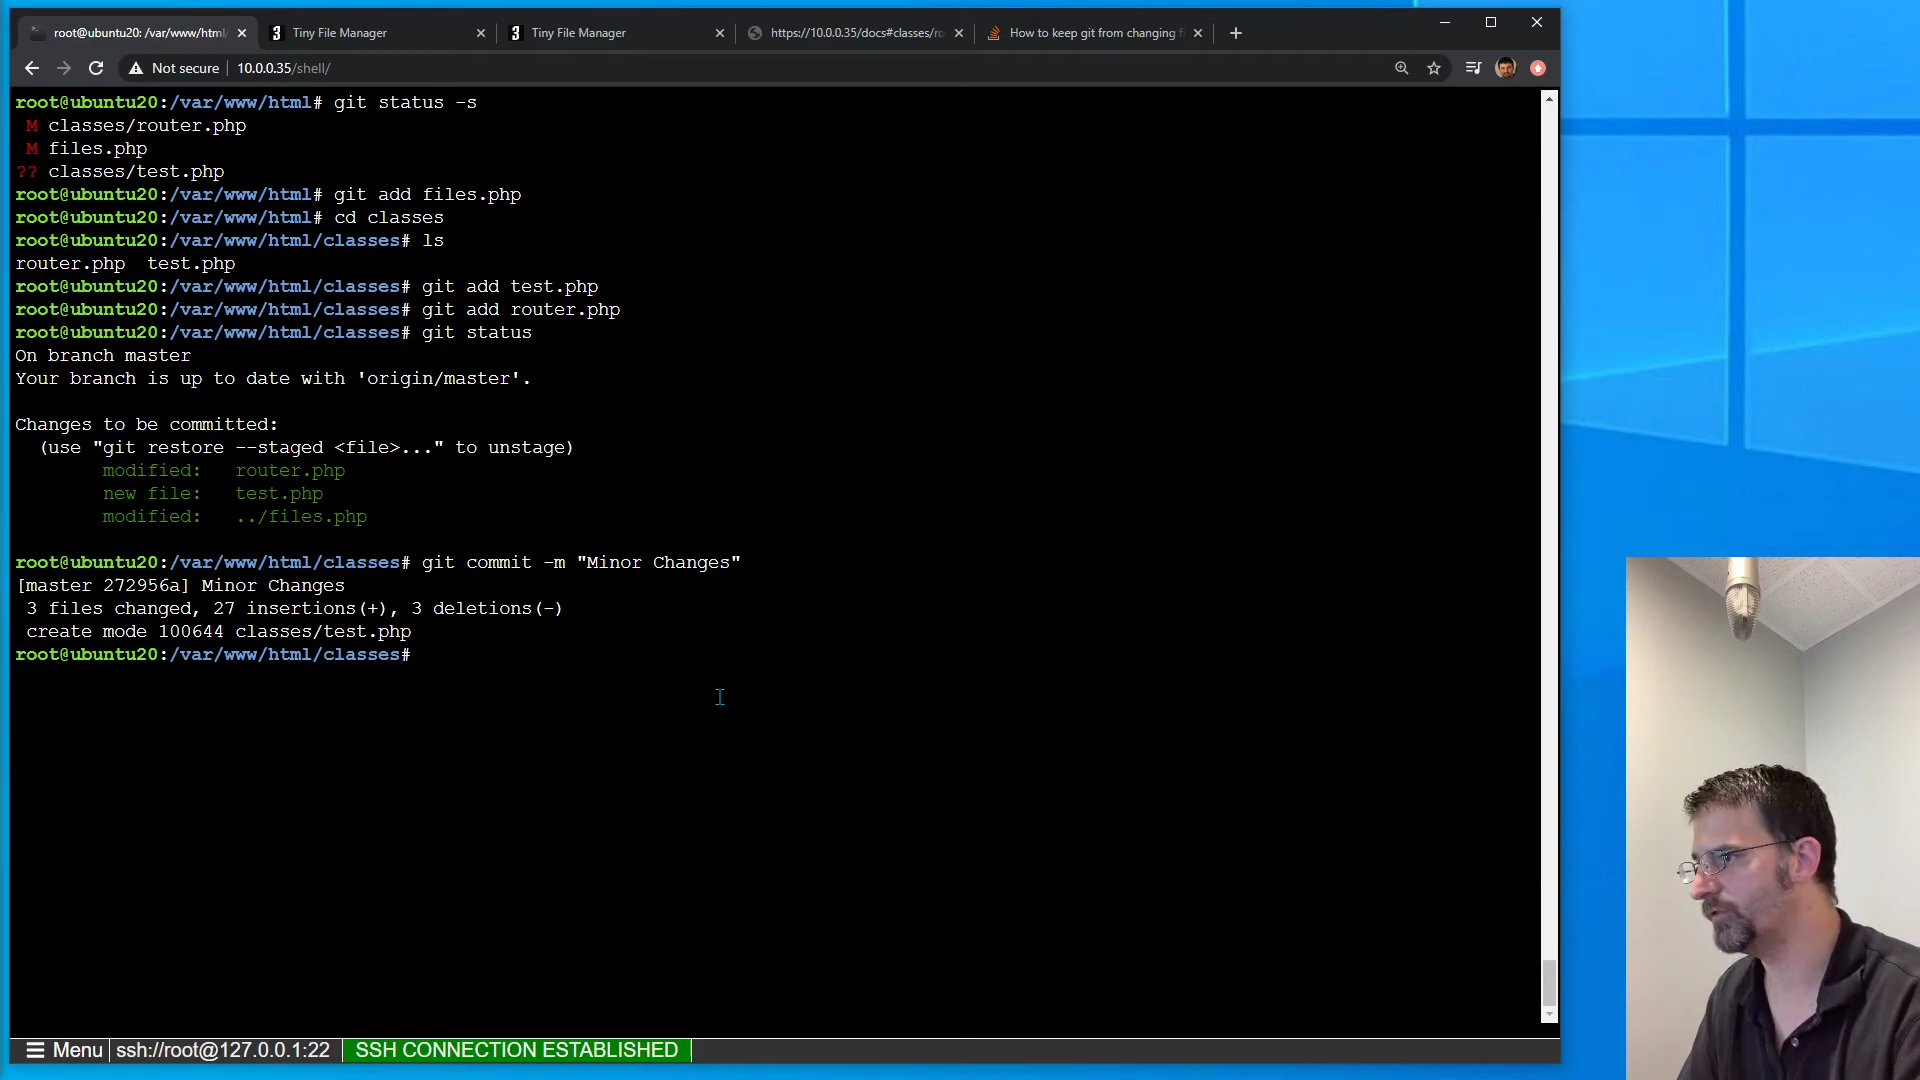 root@ubuntu20: /var/www/html/
Tiny File Manager
Tiny File Manager
https://10.0.0.35/docs#classes/ro
How to keep git from changing fi
Not secure
10.0.0.35/shell/
root@ubuntu20:/var/www/html# git status -s
M classes/router.php
M files.php
?? classes/test.php
root@ubuntu20:/var/www/html# git add files.php
root@ubuntu20:/var/www/html# cd classes
root@ubuntu20:/var/www/html/classes# ls
router.php  test.php
root@ubuntu20:/var/www/html/classes# git add test.php
root@ubuntu20:/var/www/html/classes# git add router.php
root@ubuntu20:/var/www/html/classes# git status
On branch master
Your branch is up to date with 'origin/master'.
Changes to be committed:
(use "git restore --staged <file>..." to unstage)
modified:   router.php
new file:   test.php
modified:   ../files.php
root@ubuntu20:/var/www/html/classes# git commit -m "Minor Changes"
[master 272956a] Minor Changes
3 files changed, 27 insertions(+), 3 deletions(-)
create mode 100644 classes/test.php
root@ubuntu20:/var/www/html/classes#
Menu
ssh://root@127.0.0.1:22
SSH CONNECTION ESTABLISHED